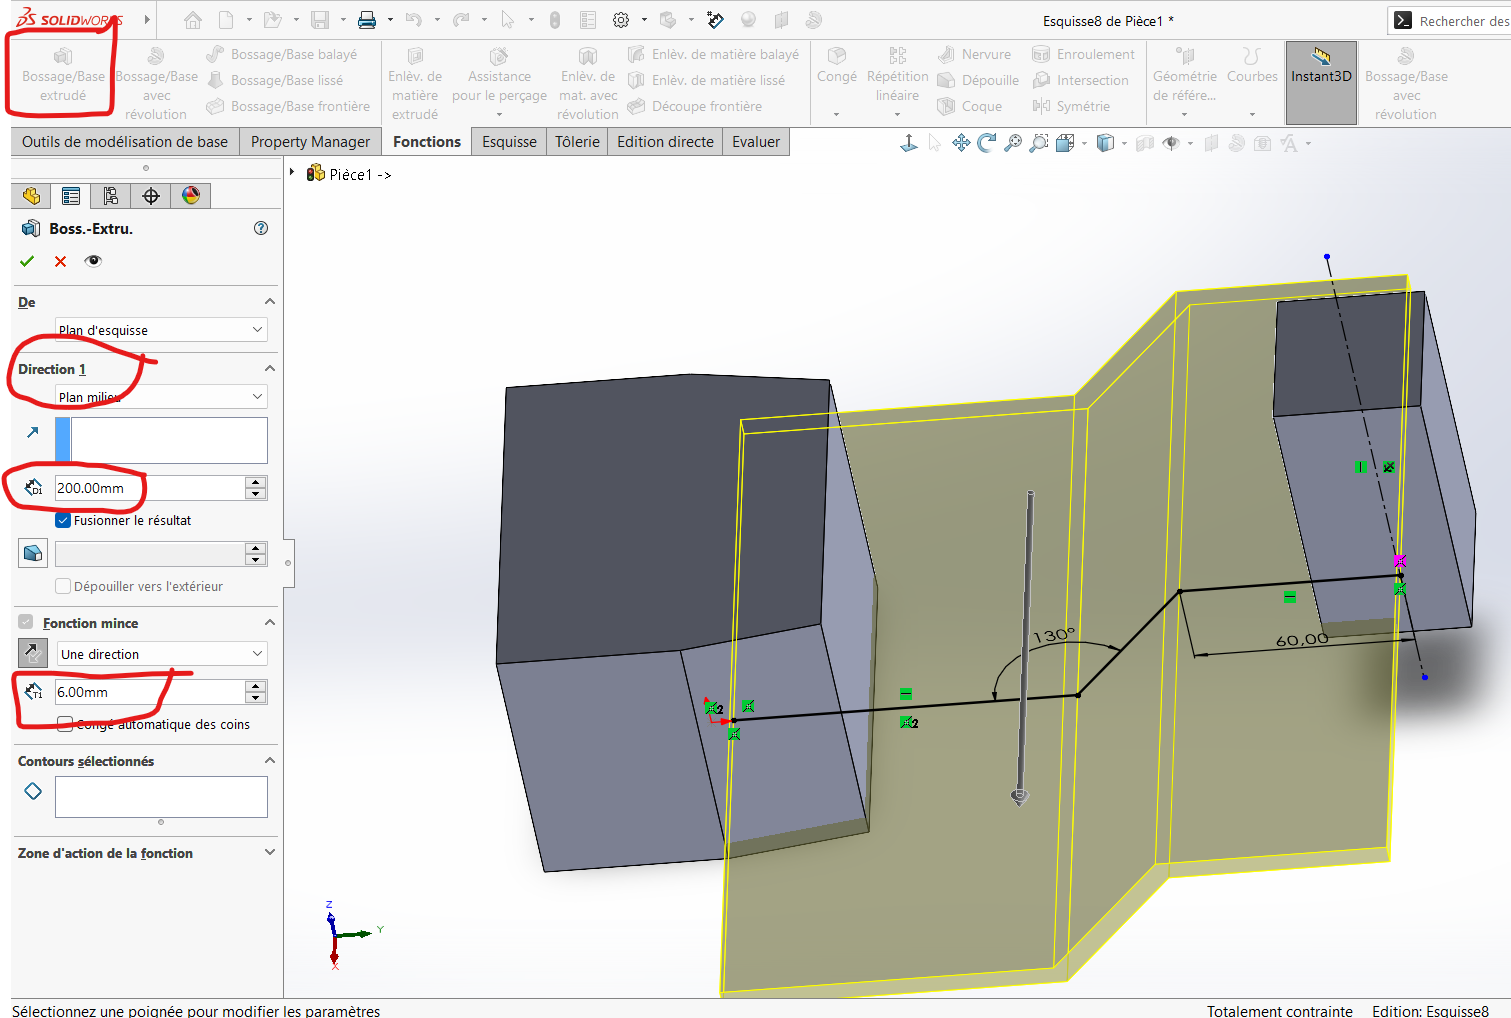 SOLIDWORKS
Esquisse8 de Pièce1 *
Rechercher des
Bossage/Base extrudé
Bossage/Base avec révolution
Bossage/Base balayé
Bossage/Base lissé
Bossage/Base frontière
Enlèv. de matière extrudé
Assistance pour le perçage
Enlèv. de mat. avec révolution
Enlèv. de matière balayé
Enlèv. de matière lissé
Découpe frontière
Congé
Répétition linéaire
Nervure
Dépouille
Coque
Enroulement
Intersection
Symétrie
Géométrie de référe...
Courbes
Instant3D
Bossage/Base avec révolution
Outils de modélisation de base
Property Manager
Fonctions
Esquisse
Tôlerie
Edition directe
Evaluer
Pièce1 ->
Boss.-Extru.
De
Plan d'esquisse
Direction 1
Plan milieu
D1
200.00mm
Fusionner le résultat
Dépouiller vers l'extérieur
Fonction mince
Une direction
T1
6.00mm
Congé automatique des coins
Contours sélectionnés
Zone d'action de la fonction
130°
60,00
2
2
Z
Y
X
Sélectionnez une poignée pour modifier les paramètres
Totalement contrainte
Edition: Esquisse8